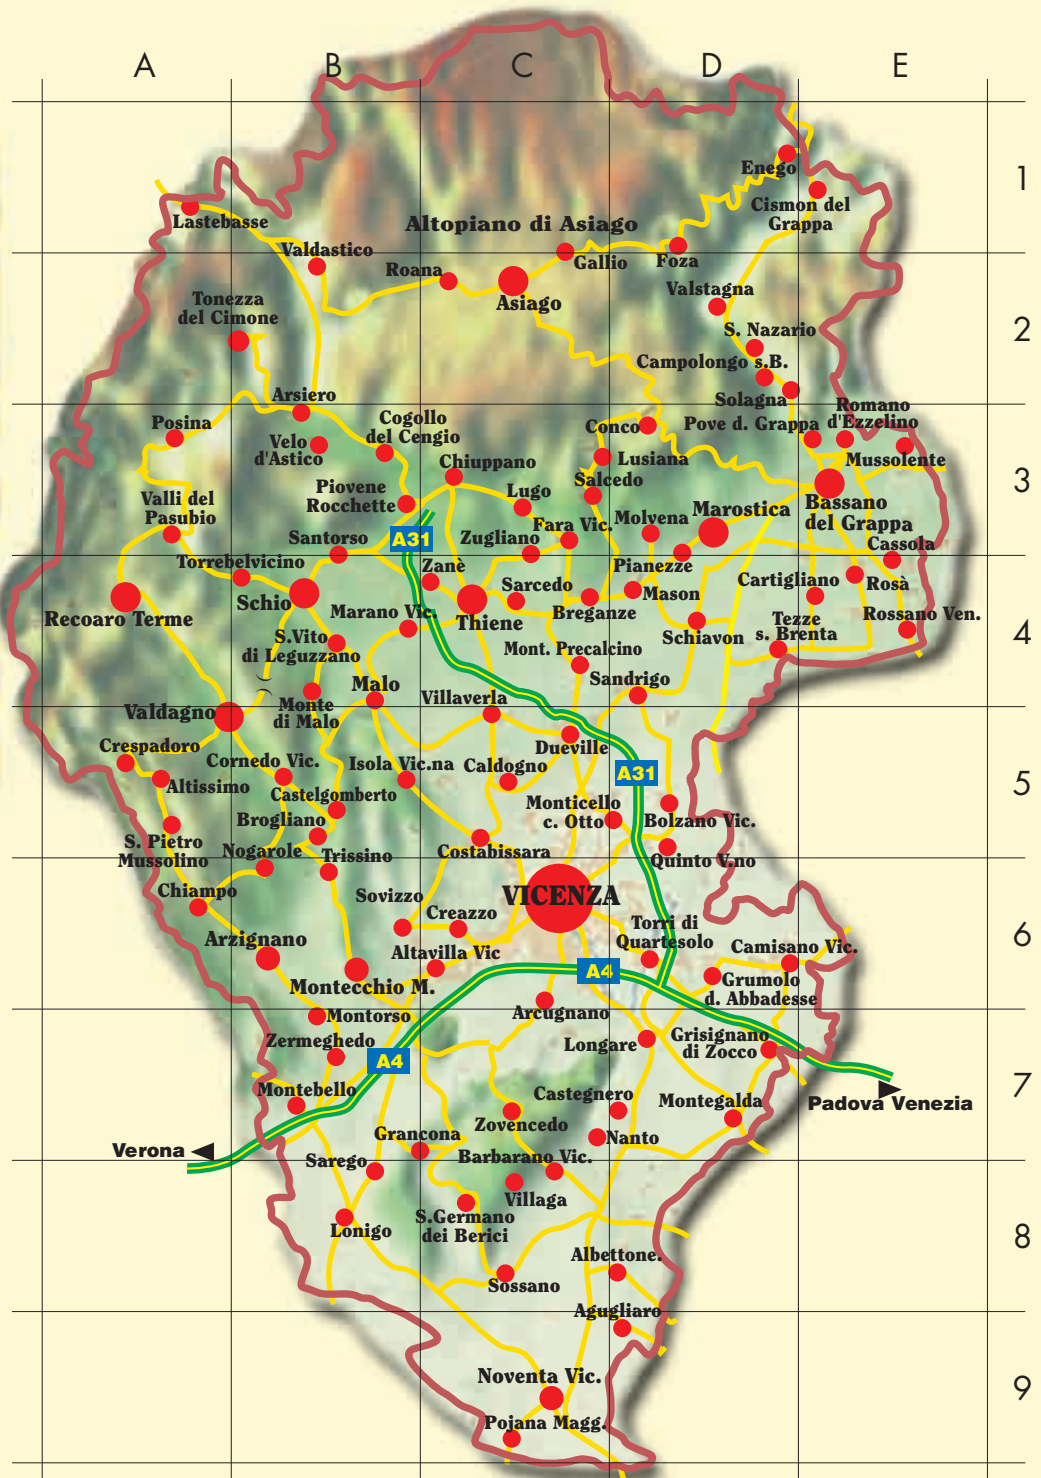 A B C D E
1
Enego
Cismon del
Grappa
Lastebasse
Altopiano di Asiago
Valdastico
Roana
Gallio
Foza
Asiago
Valstagna
Tonezza
del Cimone
2
S. Nazario
Campolongo s.B.
Solagna
Arsiero
Posina
Cogollo
del Cengio
Velo
d'Astico
Conco
Pove d. Grappa
Romano
d'Ezzelino
Lusiana
Mussolente
Chiuppano
3
Salcedo
Piovene
Rocchette
Lugo
Valli del
Pasubio
Bassano
del Grappa
Marostica
Molvena
Fara Vic.
Zugliano
Santorso
A31
Cassola
Torrebelvicino
Zanè
Pianezze
Sarcedo
Cartigliano
Rosà
Mason
Schio
Breganze
Recoaro Terme
Marano Vic.
Thiene
Rossano Ven.
Tezze
s. Brenta
4
Schiavon
S.Vito
di Leguzzano
Mont. Precalcino
Sandrigo
Malo
Villaverla
Monte
di Malo
Valdagno
Crespadoro
Dueville
Cornedo Vic.
Isola Vic.na
Caldogno
A31
5
Altissimo
Castelgomberto
Monticello
c. Otto
Brogliano
Bolzano Vic.
S. Pietro
Mussolino
Nogarole
Trissino
Costabissara
Quinto V.no
Chiampo
Sovizzo
VICENZA
Creazzo
Torri di
Quartesolo
6
Arzignano
Altavilla Vic
Camisano Vic.
A4
Grumolo
d. Abbadesse
Montecchio M.
Arcugnano
Montorso
Zermeghedo
Longare
Grisignano
di Zocco
A4
7
Montebello
Castegnero
Montegalda
Padova Venezia
Zovencedo
Grancona
Nanto
Verona
Sarego
Barbarano Vic.
Villaga
S.Germano
dei Berici
Lonigo
8
Albettone.
Sossano
Agugliaro
Noventa Vic.
9
Pojana Magg.